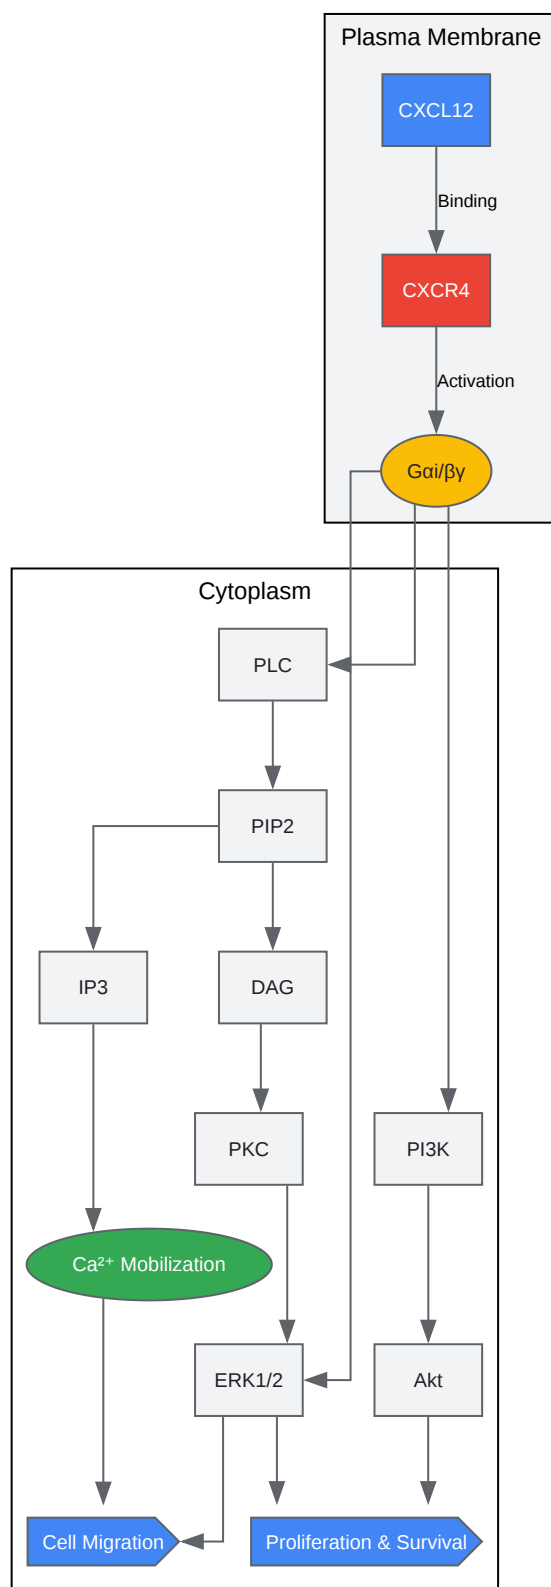 Plasma Membrane
CXCL12
Binding
CXCR4
Activation
Gαi/βγ
Cytoplasm
PLC
PIP2
IP3
DAG
PKC
PI3K
Ca²⁺ Mobilization
ERK1/2
Akt
Cell Migration
Proliferation & Survival